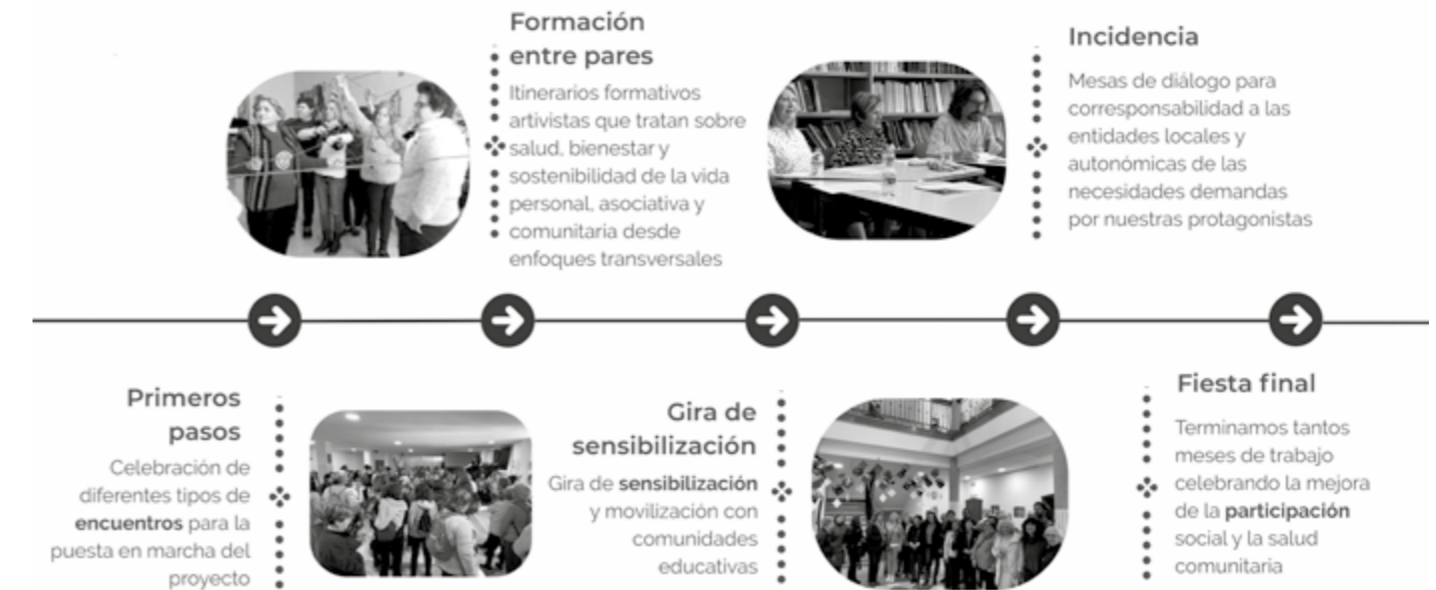 Formación
entre pares
Itinerarios formativos
artivistas que tratan sobre
salud, bienestar y
sostenibilidad de la vida
personal, asociativa y
comunitaria desde
enfoques transversales
Incidencia
Mesas de diálogo para
corresponsabilidad a las
entidades locales y
autonómicas de las
necesidades demandas
por nuestras protagonistas
Primeros
pasos
Celebración de
diferentes tipos de
encuentros para la
puesta en marcha del
proyecto
Gira de
sensibilización
Gira de sensibilización
y movilización con
comunidades
educativas
Fiesta final
Terminamos tantos
meses de trabajo
celebrando la mejora
de la participación
social y la salud
comunitaria